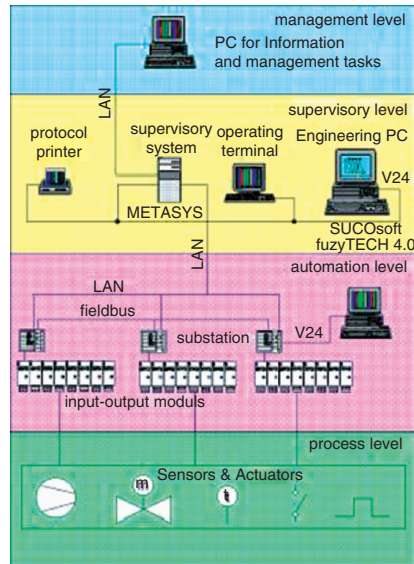 management level
PC for Information
and management tasks
LAN
supervisory level
protocol
printer
supervisory
system
operating
terminal
Engineering PC
V24
METASYS
SUCOsoft
fuzyTECH 4.0
LAN
automation level
LAN
fieldbus
substation
V24
input-output moduls
process level
Sensors & Actuators
m
t